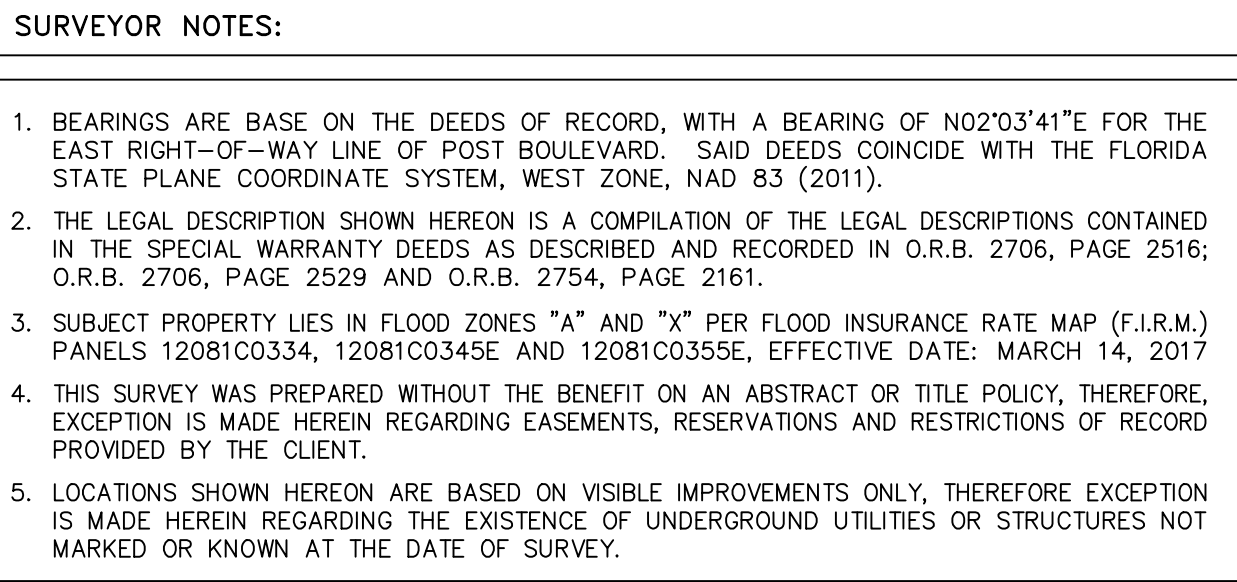 SURVEYOR NOTES:
1. BEARINGS ARE BASE ON THE DEEDS OF RECORD, WITH A BEARING OF N02°03'41"E FOR THE
EAST RIGHT-OF-WAY LINE OF POST BOULEVARD. SAID DEEDS COINCIDE WITH THE FLORIDA
STATE PLANE COORDINATE SYSTEM, WEST ZONE, NAD 83 (2011).
2. THE LEGAL DESCRIPTION SHOWN HEREON IS A COMPILATION OF THE LEGAL DESCRIPTIONS CONTAINED
IN THE SPECIAL WARRANTY DEEDS AS DESCRIBED AND RECORDED IN O.R.B. 2706, PAGE 2516;
O.R.B. 2706, PAGE 2529 AND O.R.B. 2754, PAGE 2161.
3. SUBJECT PROPERTY LIES IN FLOOD ZONES "A" AND "X" PER FLOOD INSURANCE RATE MAP (F.I.R.M.)
PANELS 12081C0334, 12081C0345E AND 12081C0355E, EFFECTIVE DATE: MARCH 14, 2017
4. THIS SURVEY WAS PREPARED WITHOUT THE BENEFIT ON AN ABSTRACT OR TITLE POLICY, THEREFORE,
EXCEPTION IS MADE HEREIN REGARDING EASEMENTS, RESERVATIONS AND RESTRICTIONS OF RECORD
PROVIDED BY THE CLIENT.
5. LOCATIONS SHOWN HEREON ARE BASED ON VISIBLE IMPROVEMENTS ONLY, THEREFORE EXCEPTION
IS MADE HEREIN REGARDING THE EXISTENCE OF UNDERGROUND UTILITIES OR STRUCTURES NOT
MARKED OR KNOWN AT THE DATE OF SURVEY.